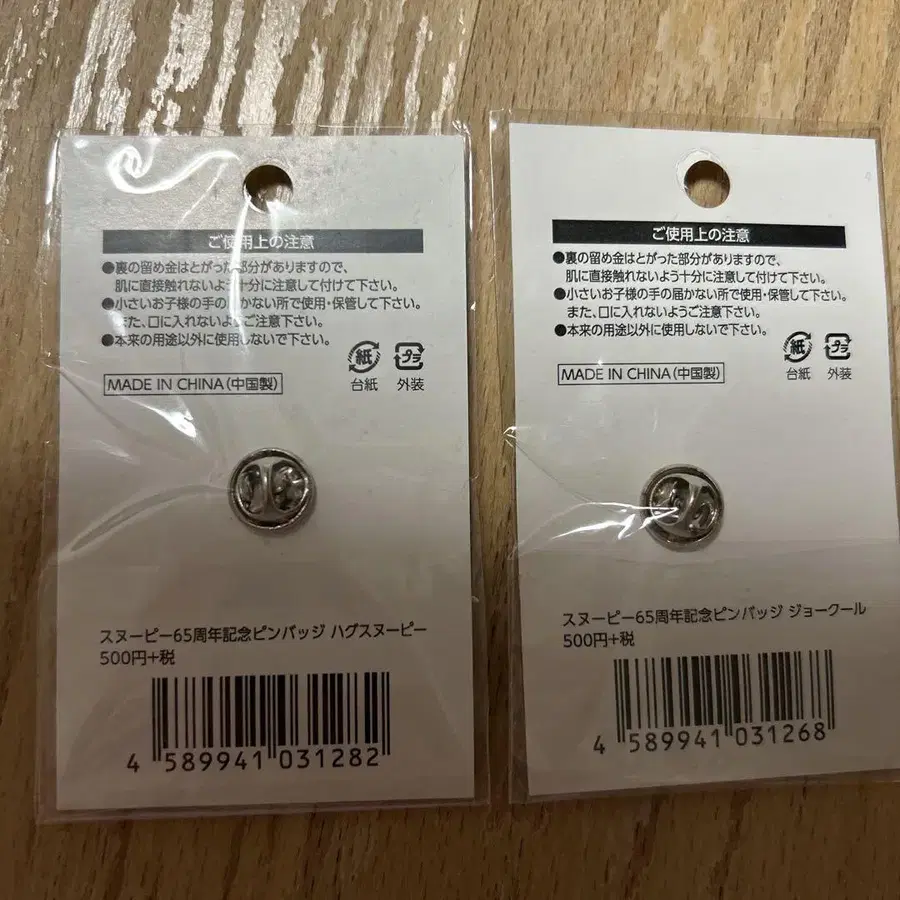 ご使用上の注意
●裏の留め金はとがった部分がありますので、
肌に直接触れないよう十分に注意して付けて下さい。
●小さいお子様の手の届かない所で使用・保管して下さい。
また、口に入れないようご注意下さい。
●本来の用途以外に使用しないで下さい。
紙
プラ
MADE IN CHINA(中国製)
台紙
外装
スヌーピー65周年記念ピンバッジ ハグスヌーピー
500円+税
4 589941 031282
ご使用上の注意
●裏の留め金はとがった部分がありますので、
肌に直接触れないよう十分に注意して付けて下さい。
●小さいお子様の手の届かない所で使用・保管して下さい。
また、口に入れないようご注意下さい。
●本来の用途以外に使用しないで下さい。
紙
プラ
MADE IN CHINA(中国製)
台紙
外装
スヌーピー65周年記念ピンバッジ ジョークール
500円+税
4 589941 031268